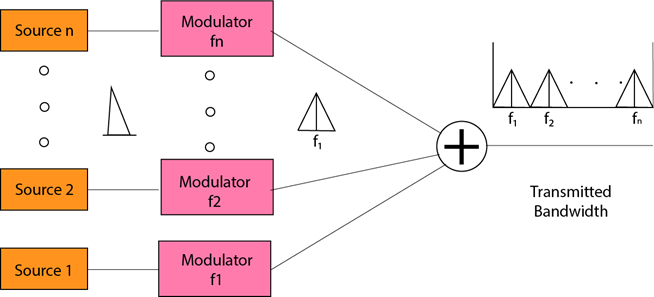 Source n
Modulator
fn
f1
f2
fn
f1
Source 2
Modulator
f2
Transmitted
Bandwidth
Source 1
Modulator
f1